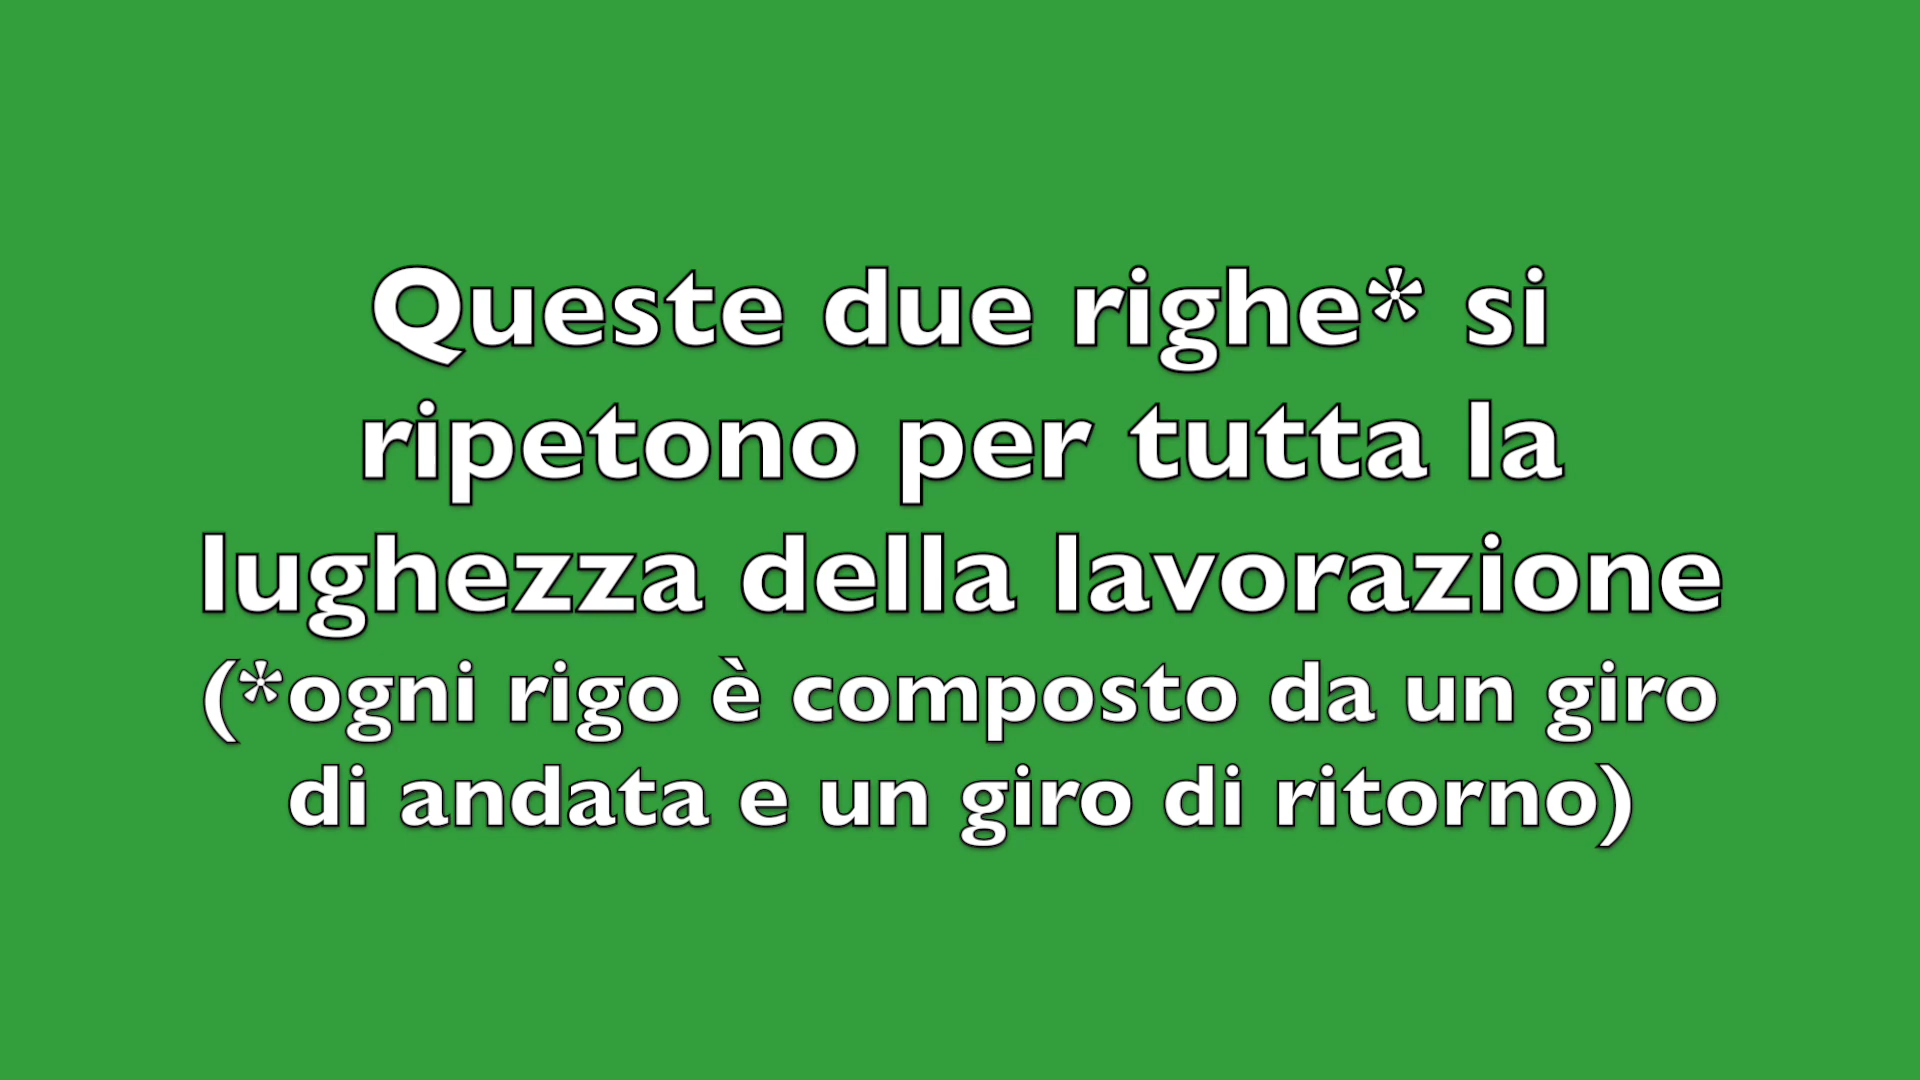 Queste due righe* si
ripetono per tutta la
lughezza della lavorazione
(*ogni rigo è composto da un giro
di andata e un giro di ritorno)